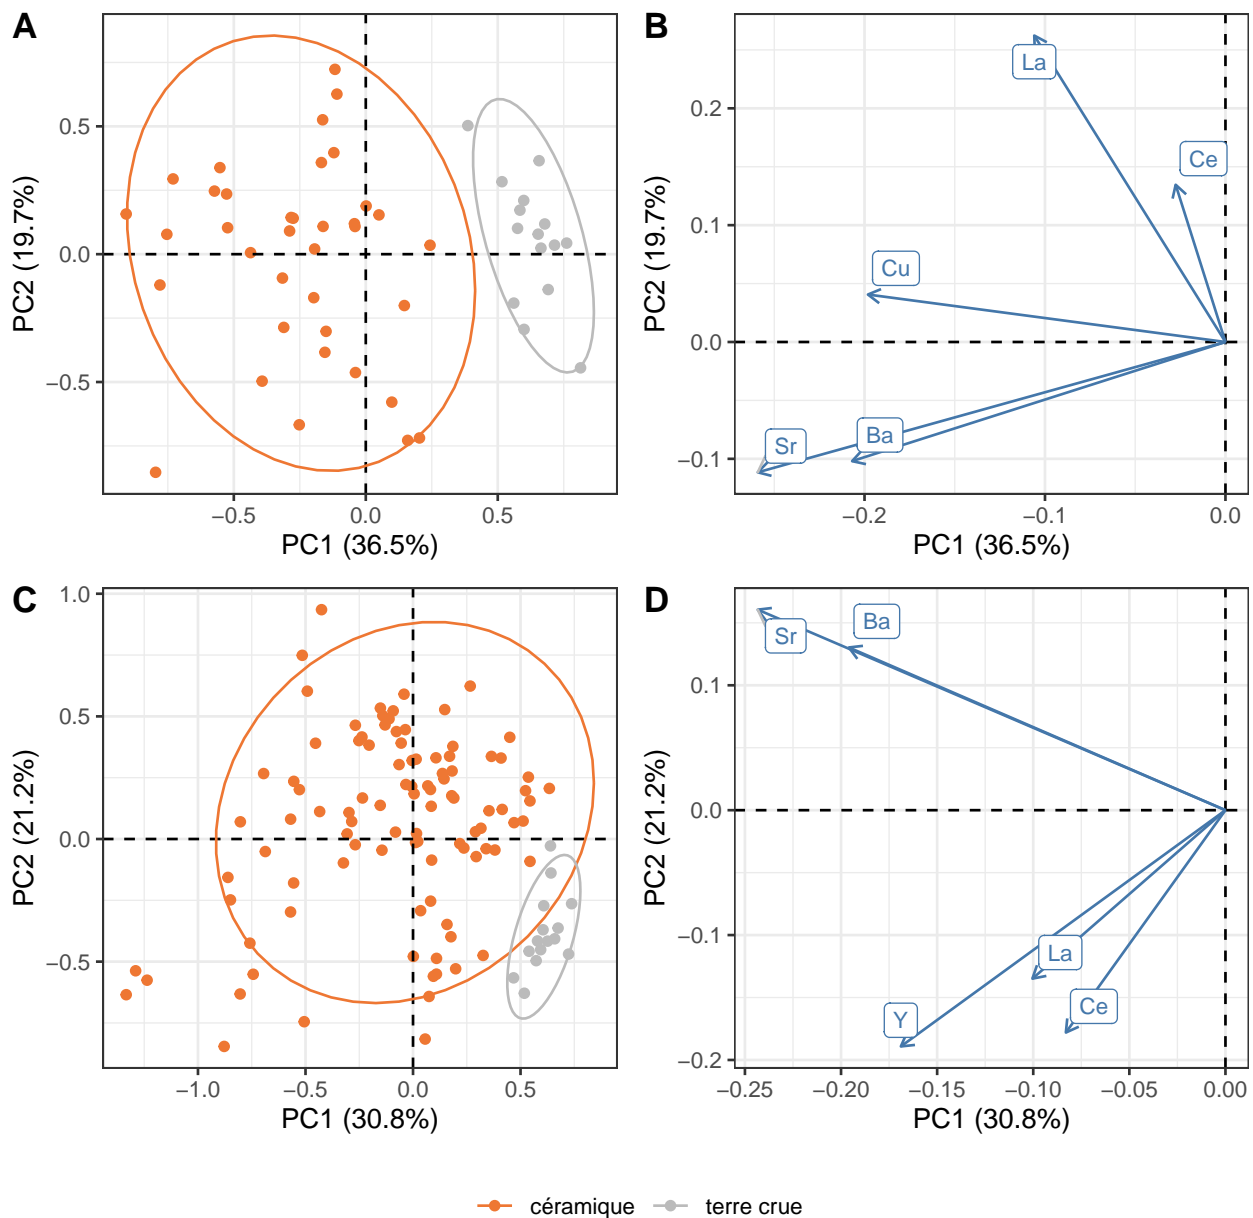 A
0.5
0.0
−0.5
PC2 (19.7%)
−0.5
0.0
0.5
PC1 (36.5%)
B
La
Ce
Cu
Ba
Sr
0.2
0.1
0.0
−0.1
PC2 (19.7%)
−0.2
−0.1
0.0
PC1 (36.5%)
C
1.0
0.5
0.0
−0.5
PC2 (21.2%)
−1.0
−0.5
0.0
0.5
PC1 (30.8%)
D
Ba
Sr
La
Ce
Y
0.1
0.0
−0.1
−0.2
PC2 (21.2%)
−0.25
−0.20
−0.15
−0.10
−0.05
0.00
PC1 (30.8%)
céramique
terre crue